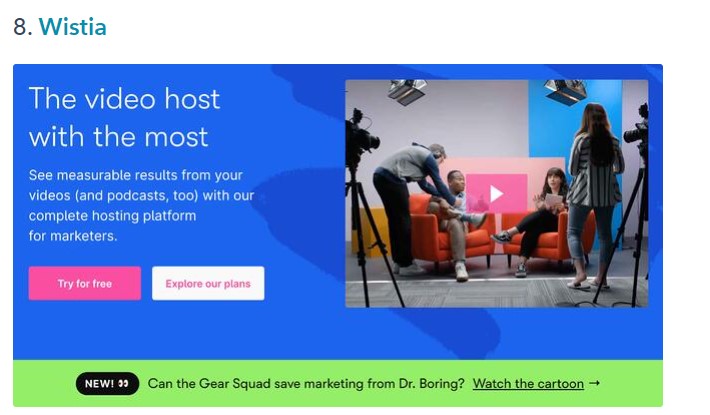 8. Wistia
The video host
with the most
See measurable results from your
videos (and podcasts, too) with our
complete hosting platform
for marketers.
Try for free
Explore our plans
NEW! 👀 Can the Gear Squad save marketing from Dr. Boring? Watch the cartoon →